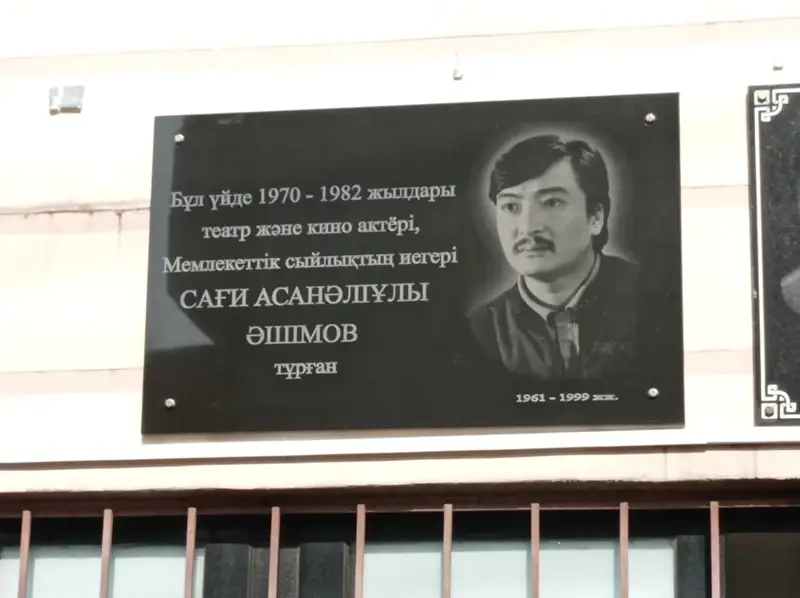 Бұл үйде 1970 - 1982 жылдары
театр және кино актёрі,
Мемлекеттік сыйлықтың иегері
САҒИ АСАНӘЛІҰЛЫ
ӘШІМОВ
тұрған
1961 - 1999 жж.